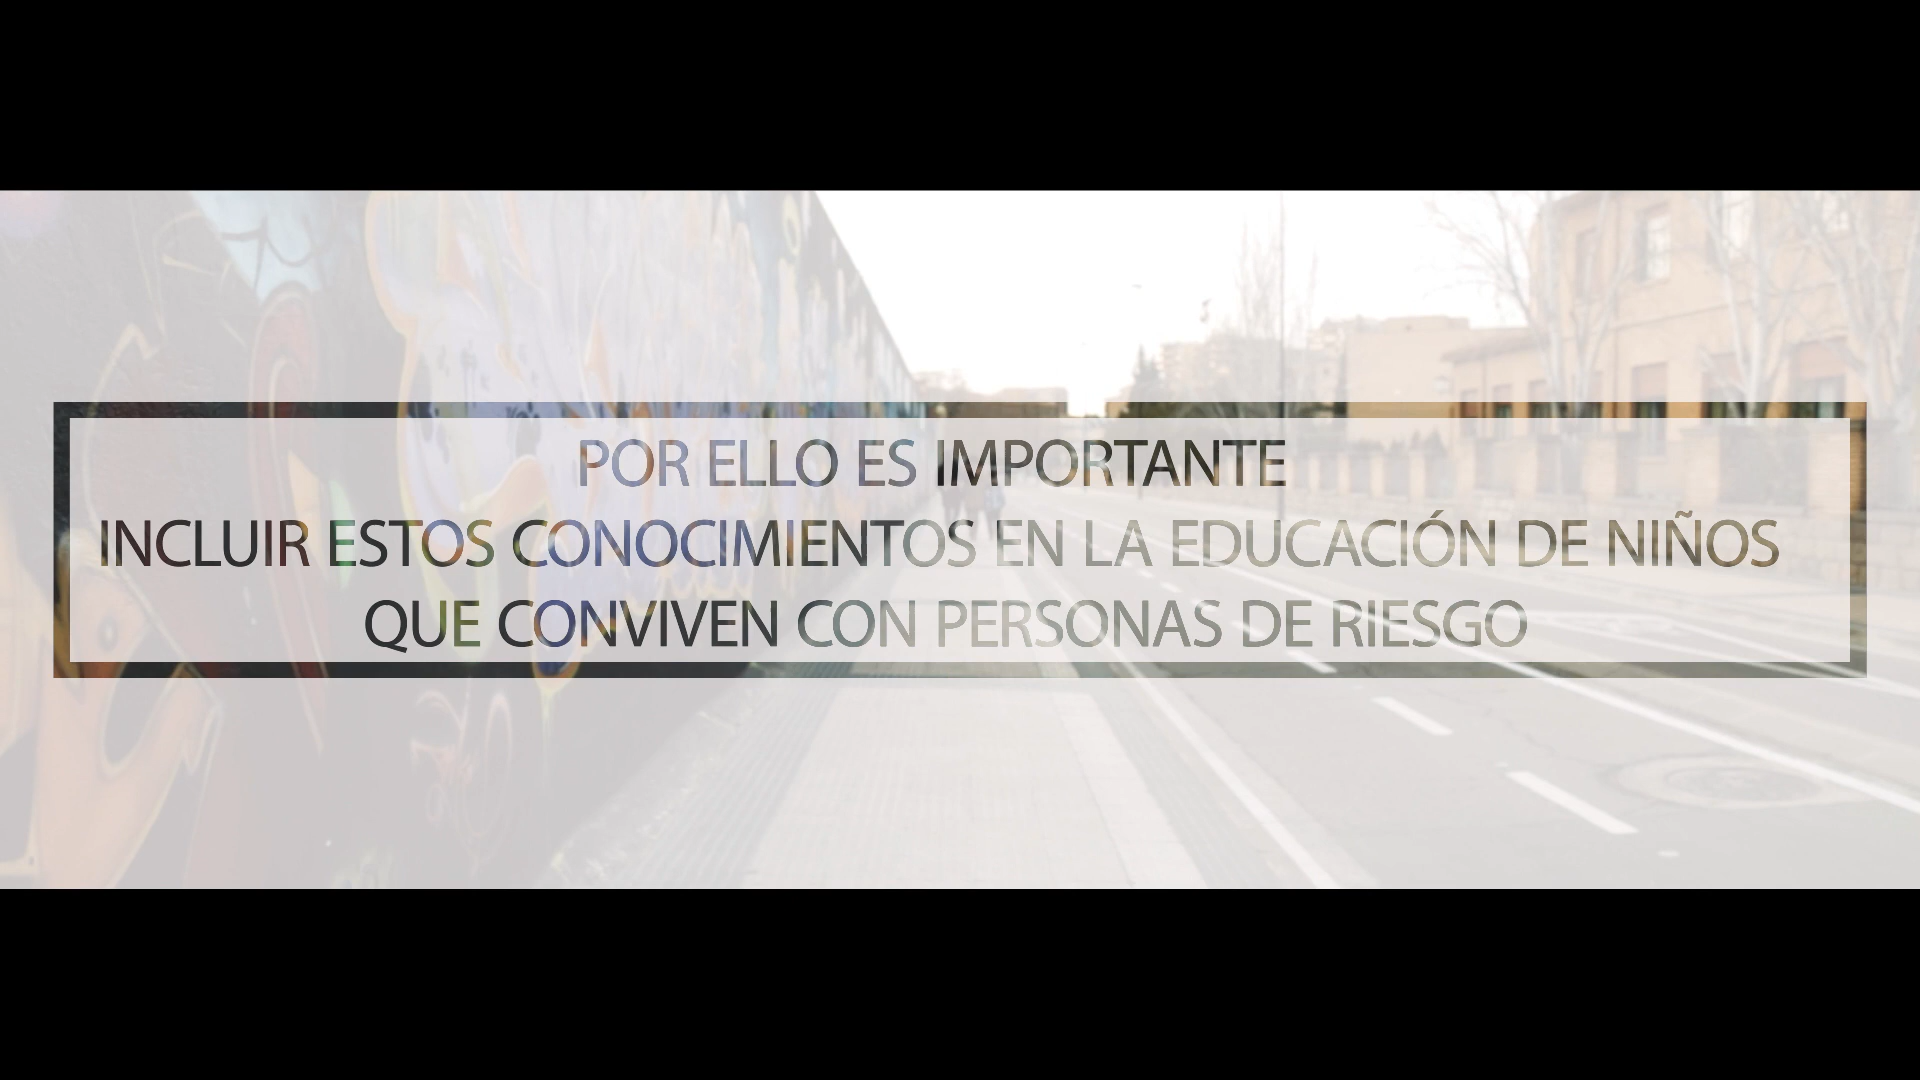 POR ELLO ES IMPORTANTE
INCLUIR ESTOS CONOCIMIENTOS EN LA EDUCACIÓN DE NIÑOS
QUE CONVIVEN CON PERSONAS DE RIESGO